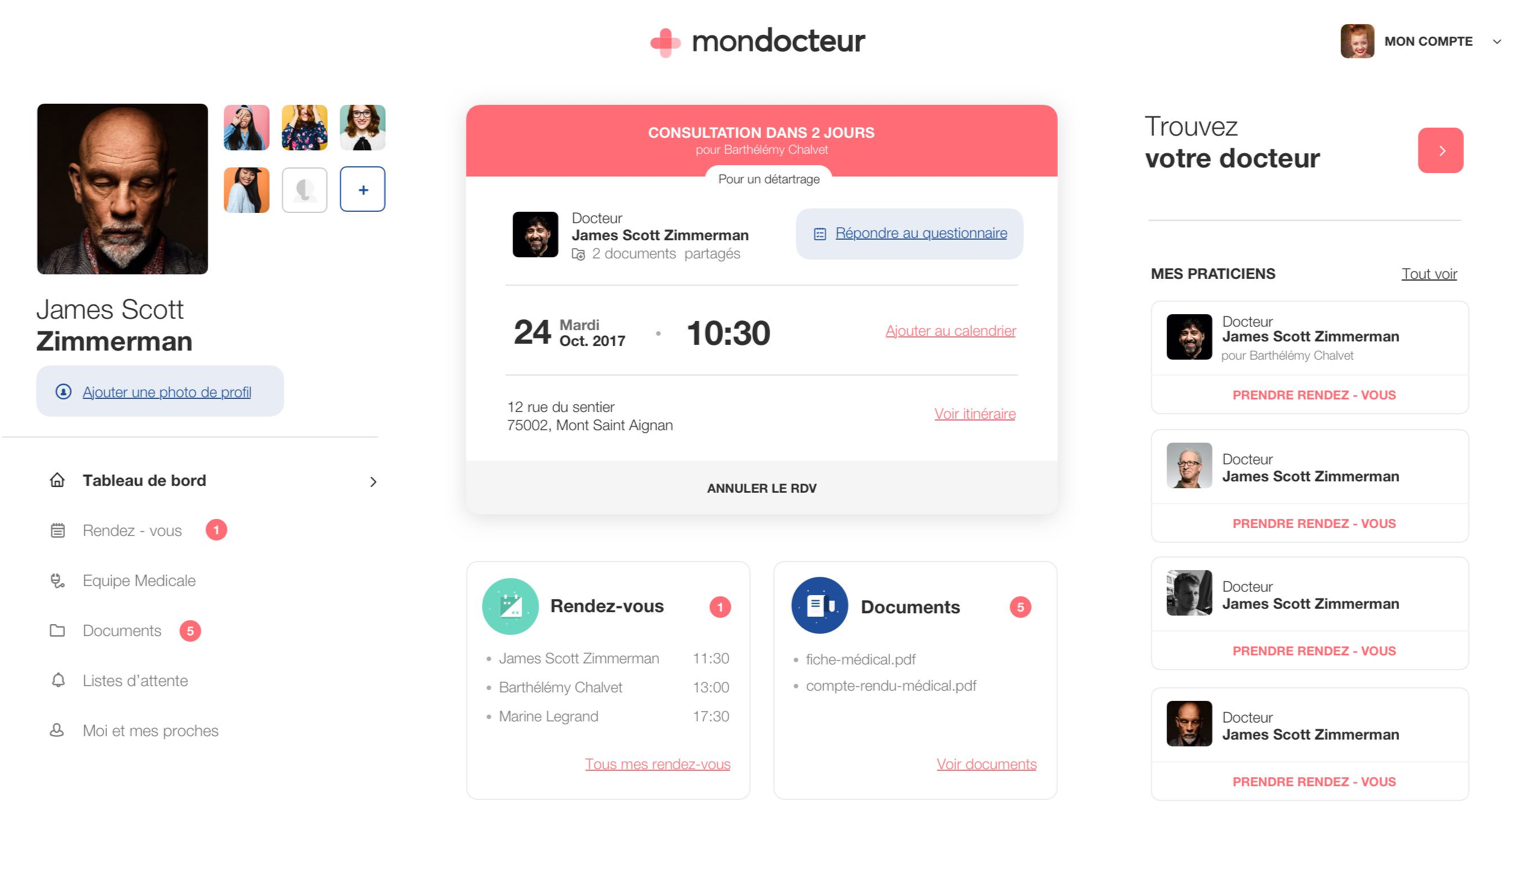 mondocteur
MON COMPTE
+
James Scott
Zimmerman
Ajouter une photo de profil
Tableau de bord
Rendez - vous 1
Equipe Medicale
Documents 5
Listes d’attente
Moi et mes proches
CONSULTATION DANS 2 JOURS
pour Barthélémy Chalvet
Pour un détartrage
Docteur
James Scott Zimmerman
2 documents partagés
Répondre au questionnaire
24 Mardi
Oct. 2017
10:30
Ajouter au calendrier
12 rue du sentier
75002, Mont Saint Aignan
Voir itinéraire
ANNULER LE RDV
Rendez-vous 1
James Scott Zimmerman 11:30
Barthélémy Chalvet 13:00
Marine Legrand 17:30
Tous mes rendez-vous
Documents 5
fiche-médical.pdf
compte-rendu-médical.pdf
Voir documents
Trouvez
votre docteur
MES PRATICIENS
Tout voir
Docteur
James Scott Zimmerman
pour Barthélémy Chalvet
PRENDRE RENDEZ - VOUS
Docteur
James Scott Zimmerman
PRENDRE RENDEZ - VOUS
Docteur
James Scott Zimmerman
PRENDRE RENDEZ - VOUS
Docteur
James Scott Zimmerman
PRENDRE RENDEZ - VOUS